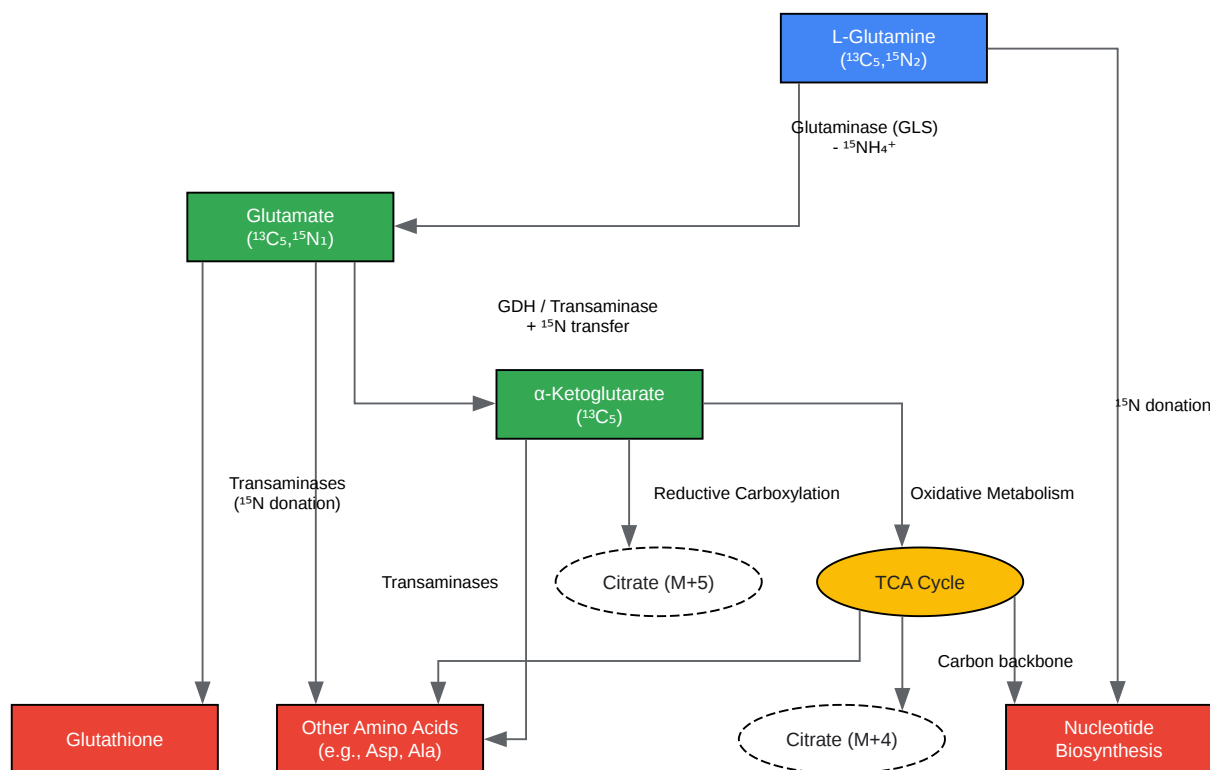 L-Glutamine
(¹³C₅,¹⁵N₂)
Glutaminase (GLS)
- ¹⁵NH₄⁺
Glutamate
(¹³C₅,¹⁵N₁)
GDH / Transaminase
+ ¹⁵N transfer
α-Ketoglutarate
(¹³C₅)
¹⁵N donation
Transaminases
(¹⁵N donation)
Reductive Carboxylation
Oxidative Metabolism
Transaminases
Citrate (M+5)
TCA Cycle
Carbon backbone
Glutathione
Other Amino Acids
(e.g., Asp, Ala)
Citrate (M+4)
Nucleotide
Biosynthesis